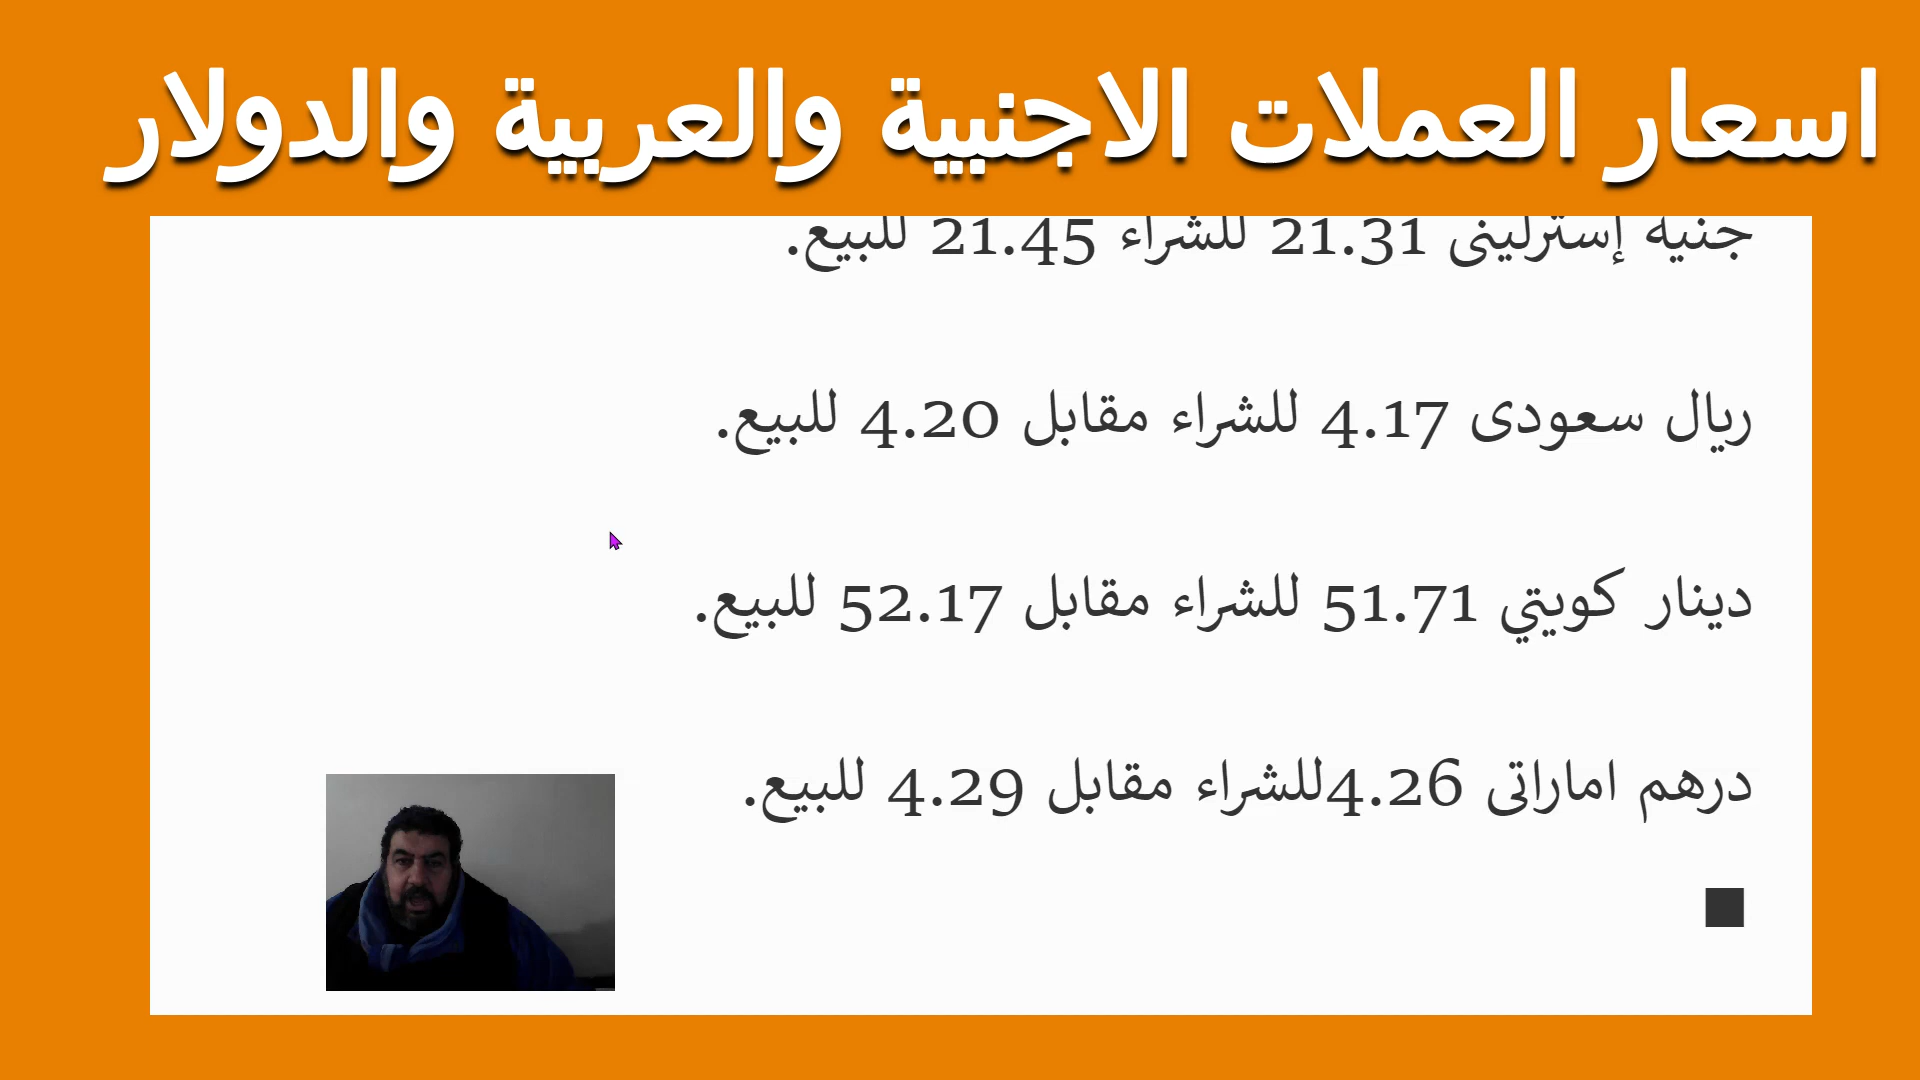 اسعار العملات الاجنبية والعربية والدولار
جنيه إسترلينى 21.31 للشراء 21.45 للبيع.
ريال سعودى 4.17 للشراء مقابل 4.20 للبيع.
دينار كويتي 51.71 للشراء مقابل 52.17 للبيع.
درهم اماراتى 4.26للشراء مقابل 4.29 للبيع.